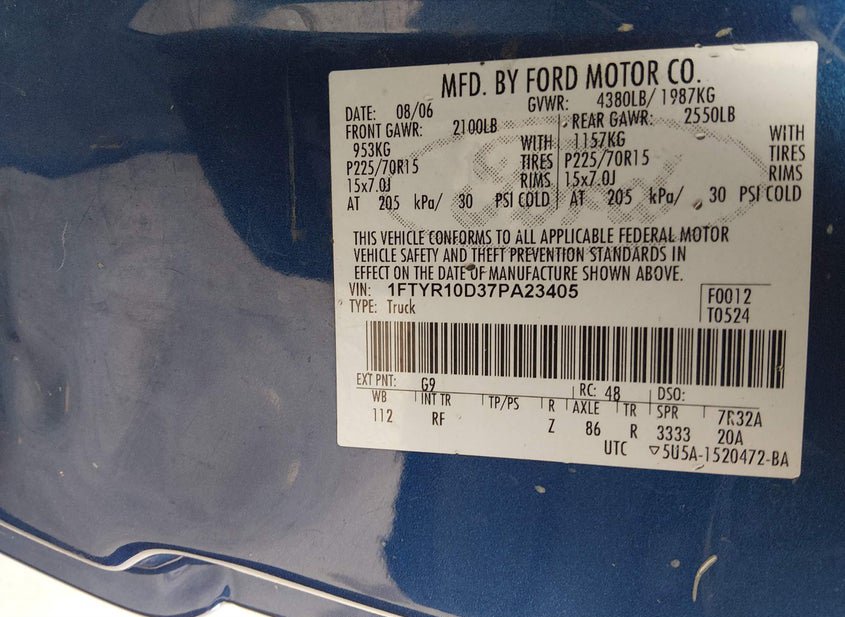 MFD. BY FORD MOTOR CO.
DATE: 08/06 GVWR: 4380LB/ 1987KG
FRONT GAWR: 2100LB REAR GAWR: 2550LB
953KG WITH 1157KG WITH
P225/70R15 TIRES P225/70R15 TIRES
15x7.0J RIMS 15x7.0J RIMS
AT 205 kPa/ 30 PSI COLD AT 205 kPa/ 30 PSI COLD
THIS VEHICLE CONFORMS TO ALL APPLICABLE FEDERAL MOTOR
VEHICLE SAFETY AND THEFT PREVENTION STANDARDS IN
EFFECT ON THE DATE OF MANUFACTURE SHOWN ABOVE.
VIN: 1FTYR10D37PA23405 F0012
TYPE: Truck T0524
EXT PNT: G9 RC: 48 DSO:
WB INT TR TP/PS R AXLE TR SPR 7R32A
112 RF Z 86 R 3333 20A
UTC ▽5U5A-1520472-BA
Ford